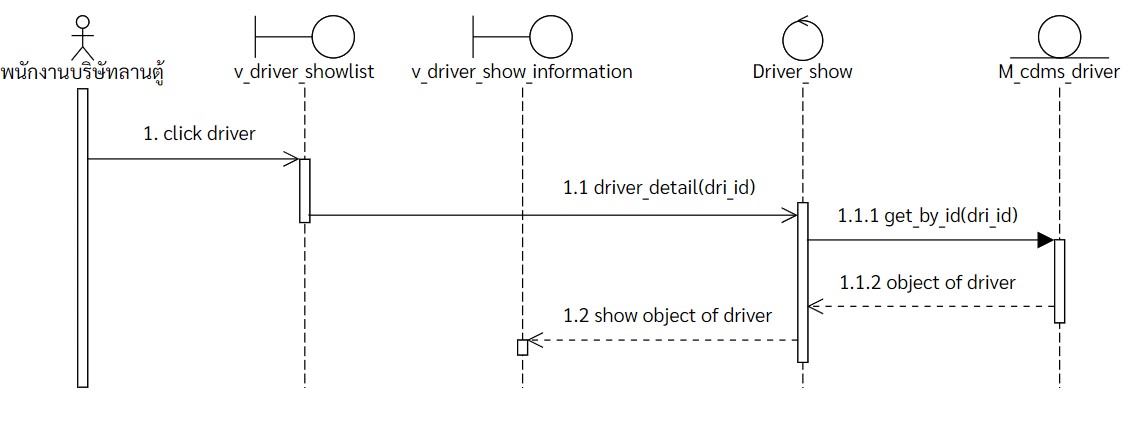 พนักงานบริษัทลานตู้
v_driver_showlist
v_driver_show_information
Driver_show
M_cdms_driver
1. click driver
1.1 driver_detail(dri_id)
1.1.1 get_by_id(dri_id)
1.1.2 object of driver
1.2 show object of driver